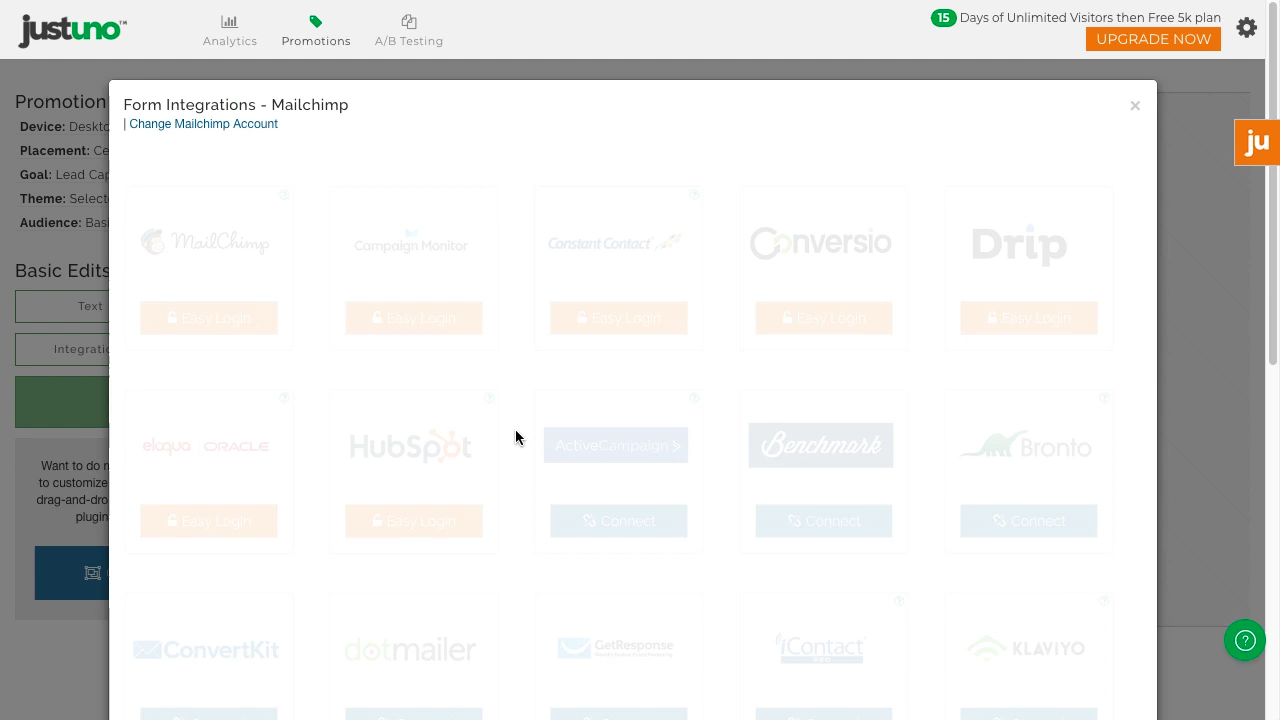 justuno™
Analytics
Promotions
A/B Testing
15 Days of Unlimited Visitors then Free 5k plan
UPGRADE NOW
Promotion
Device: Deskto
Placement: Ce
Goal: Lead Cap
Theme: Select
Audience: Basi
Basic Edits
Text
Integratio
Want to do n
to customize
drag-and-dro
plugin
Form Integrations - Mailchimp
×
| Change Mailchimp Account
ju
MailChimp
Campaign Monitor
Constant Contact
Conversio
Drip
Easy Login
Easy Login
Easy Login
Easy Login
Easy Login
eloqua | ORACLE
HubSpot
ActiveCampaign >
Benchmark
Bronto
Easy Login
Easy Login
Connect
Connect
Connect
ConvertKit
dotmailer
GetResponse
iContact
KLAVIYO